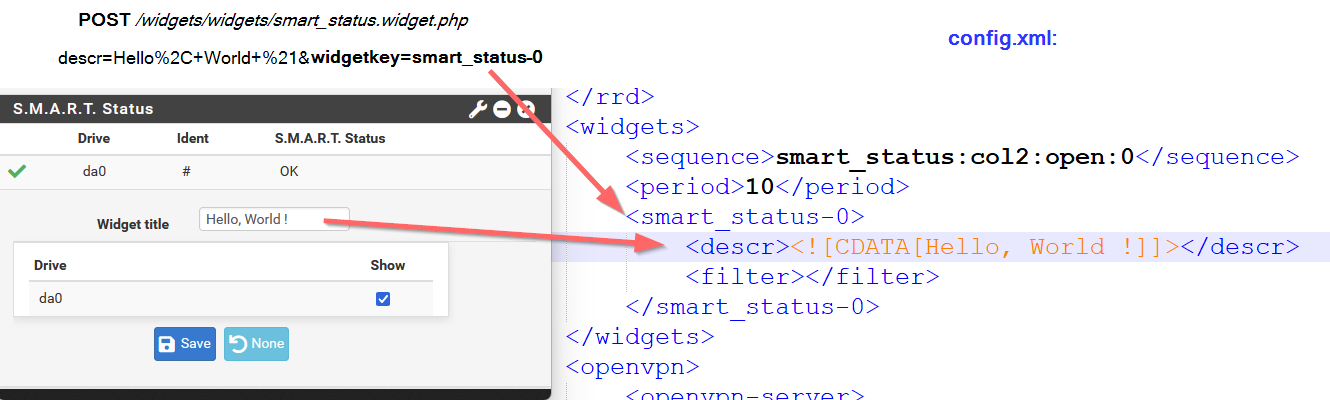 POST /widgets/widgets/smart_status.widget.php
descr=Hello%2C+World+%21&widgetkey=smart_status-0
S.M.A.R.T. Status
Drive Ident S.M.A.R.T. Status
da0 # OK
Widget title Hello, World !
Drive Show
da0
Save None
config.xml:
</rrd>
<widgets>
<sequence>smart_status:col2:open:0</sequence>
<period>10</period>
<smart_status-0>
<descr><![CDATA[Hello, World !]]></descr>
<filter></filter>
</smart_status-0>
</widgets>
<openvpn>
<openvpn-server>